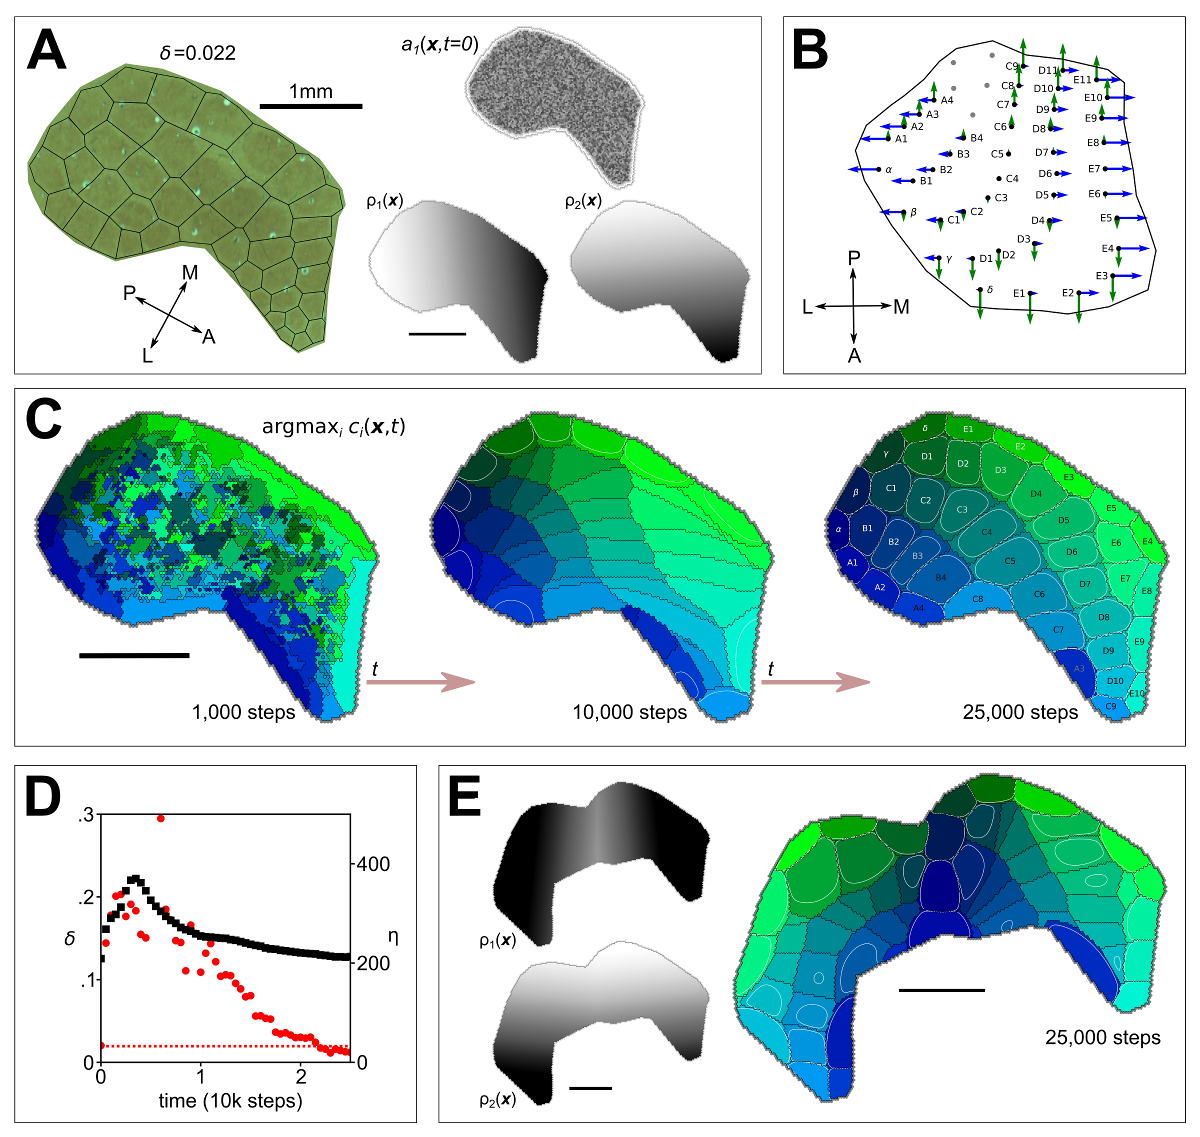 A
δ=0.022
1mm
a1(x,t=0)
ρ1(x)
ρ2(x)
M
P
A
L
B
C9
D11
E11
C8
D10
E10
A4
C7
D9
E9
A3
A2
C6
D8
E8
A1
B4
B3
C5
D7
α
B2
D6
E7
B1
C4
D5
E6
C3
β
C2
C1
D4
E5
D3
E4
γ
D1
D2
E3
δ
E1
E2
P
L
M
A
C
argmaxi ci(x,t)
t
t
1,000 steps
10,000 steps
25,000 steps
δ
E1
E2
γ
D1
D2
D3
E3
β
C1
C2
D4
E5
C3
D5
α
B1
B2
C4
D6
E6
E4
A1
B3
C5
A2
B4
D7
E7
E8
A4
C8
C6
C7
D8
E9
D9
A3
D10
E10
C9
D
.3
.2
.1
0
δ
400
200
0
η
0
1
2
time (10k steps)
E
ρ1(x)
ρ2(x)
25,000 steps